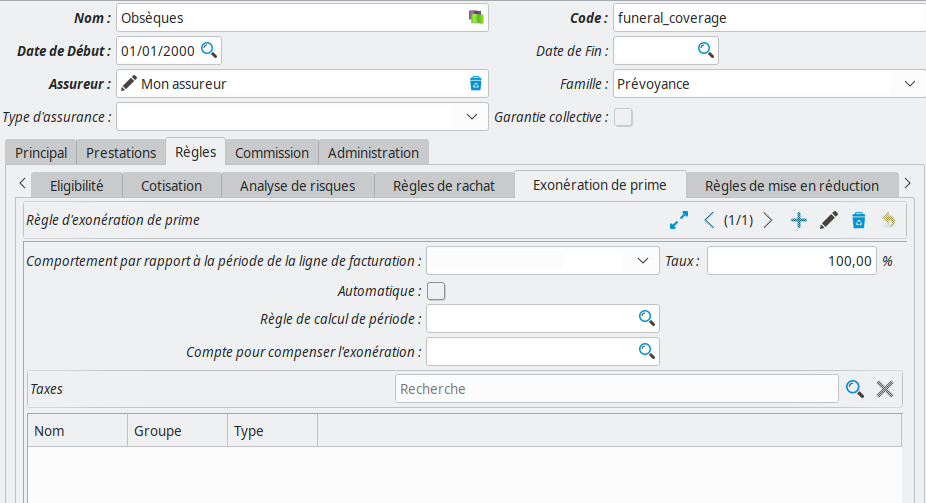 Nom : Obsèques Code : funeral_coverage
Date de Début : 01/01/2000 Date de Fin :
Assureur : Mon assureur Famille : Prévoyance
Type d'assurance : Garantie collective :
Principal Prestations Règles Commission Administration
Eligibilité Cotisation Analyse de risques Règles de rachat Exonération de prime Règles de mise en réduction
Règle d'exonération de prime (1/1)
Comportement par rapport à la période de la ligne de facturation : Taux : 100,00 %
Automatique :
Règle de calcul de période :
Compte pour compenser l'exonération :
Taxes Recherche
Nom Groupe Type